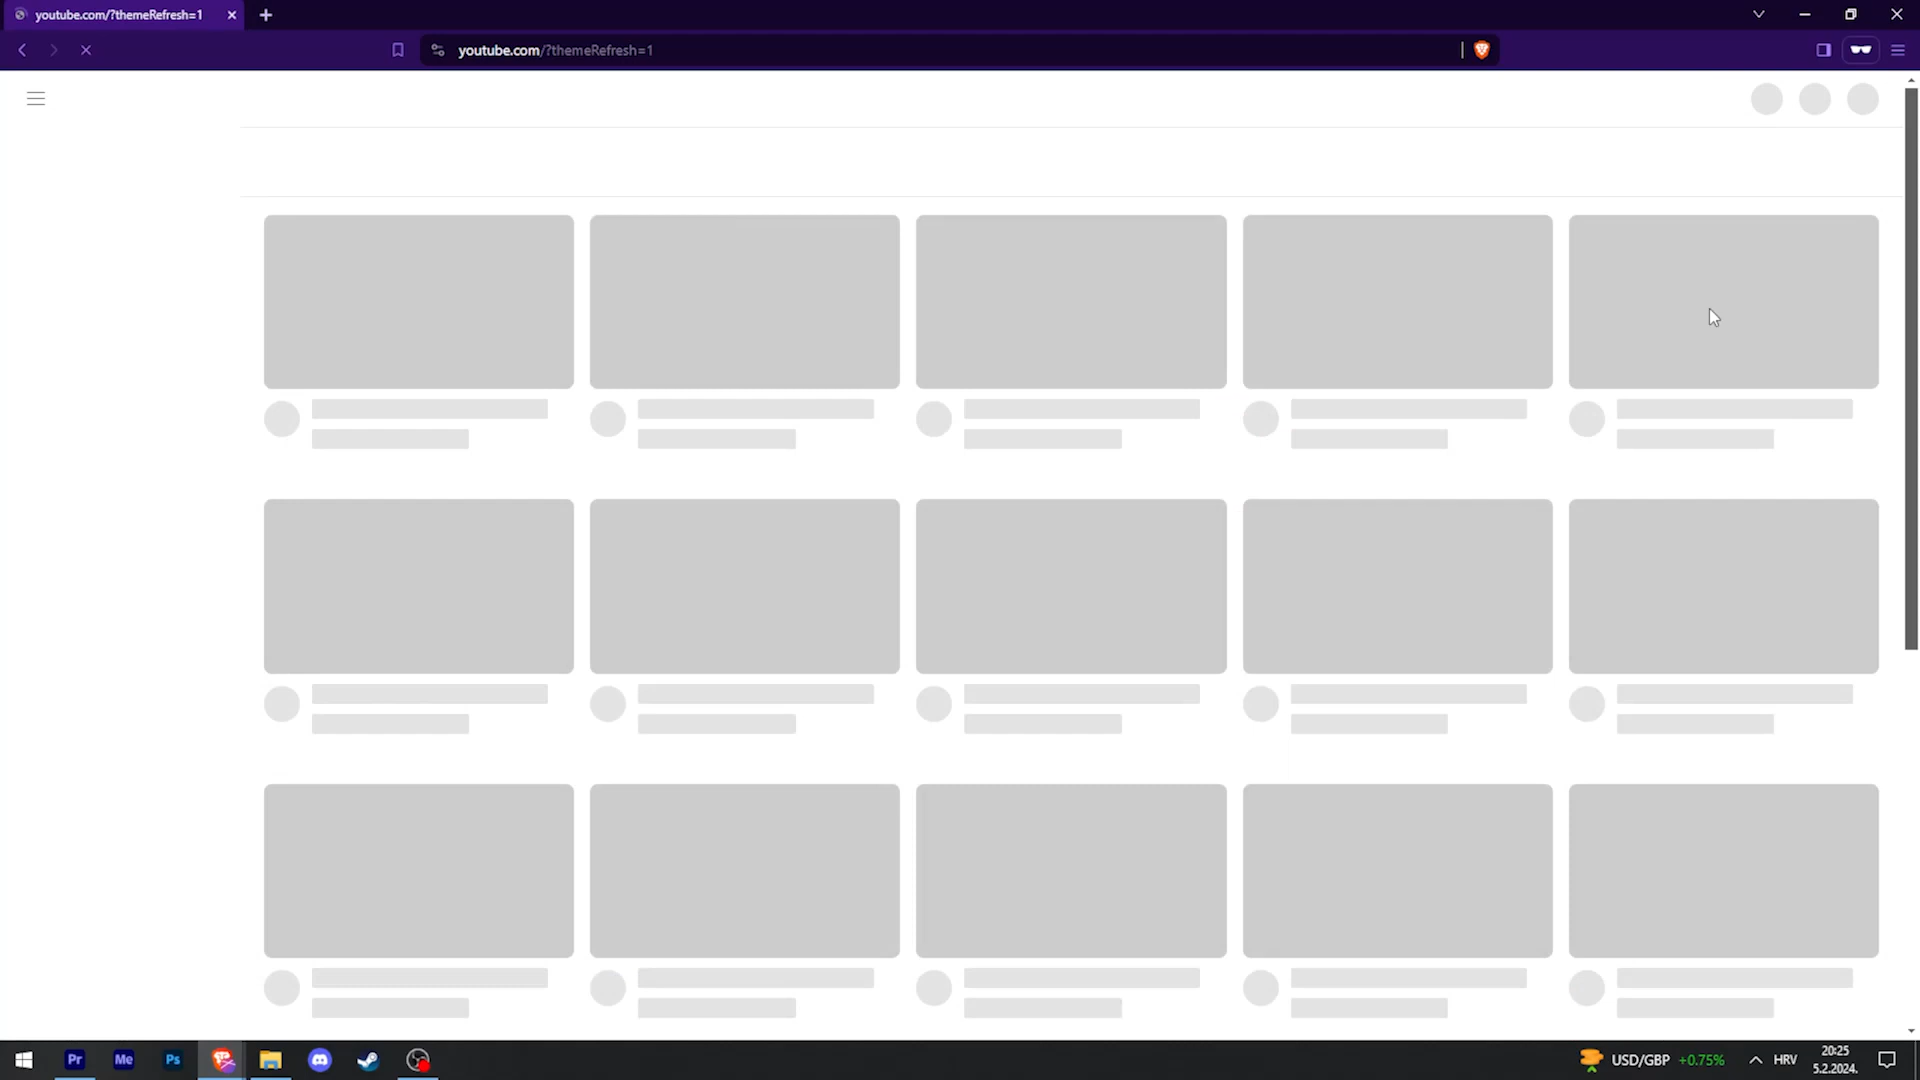 youtube.com/?themeRefresh=1
youtube.com/?themeRefresh=1
Pr
Me
Ps
USD/GBP +0.75%
HRV
20:25
5.2.2024.